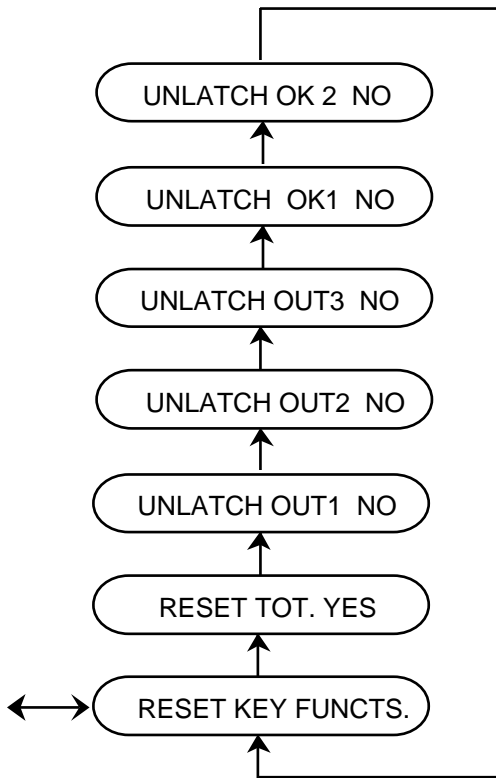 UNLATCH OK 2 NO
UNLATCH OK1 NO
UNLATCH OUT3 NO
UNLATCH OUT2 NO
UNLATCH OUT1 NO
RESET TOT. YES
RESET KEY FUNCTS.